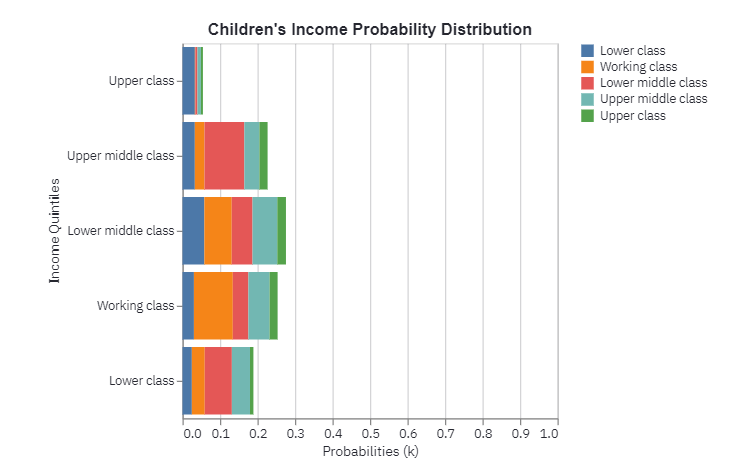 Children's Income Probability Distribution
Lower class
Working class
Lower middle class
Upper middle class
Upper class
Income Quintiles
Upper class
Upper middle class
Lower middle class
Working class
Lower class
0.0 0.1 0.2 0.3 0.4 0.5 0.6 0.7 0.8 0.9 1.0
Probabilities (k)